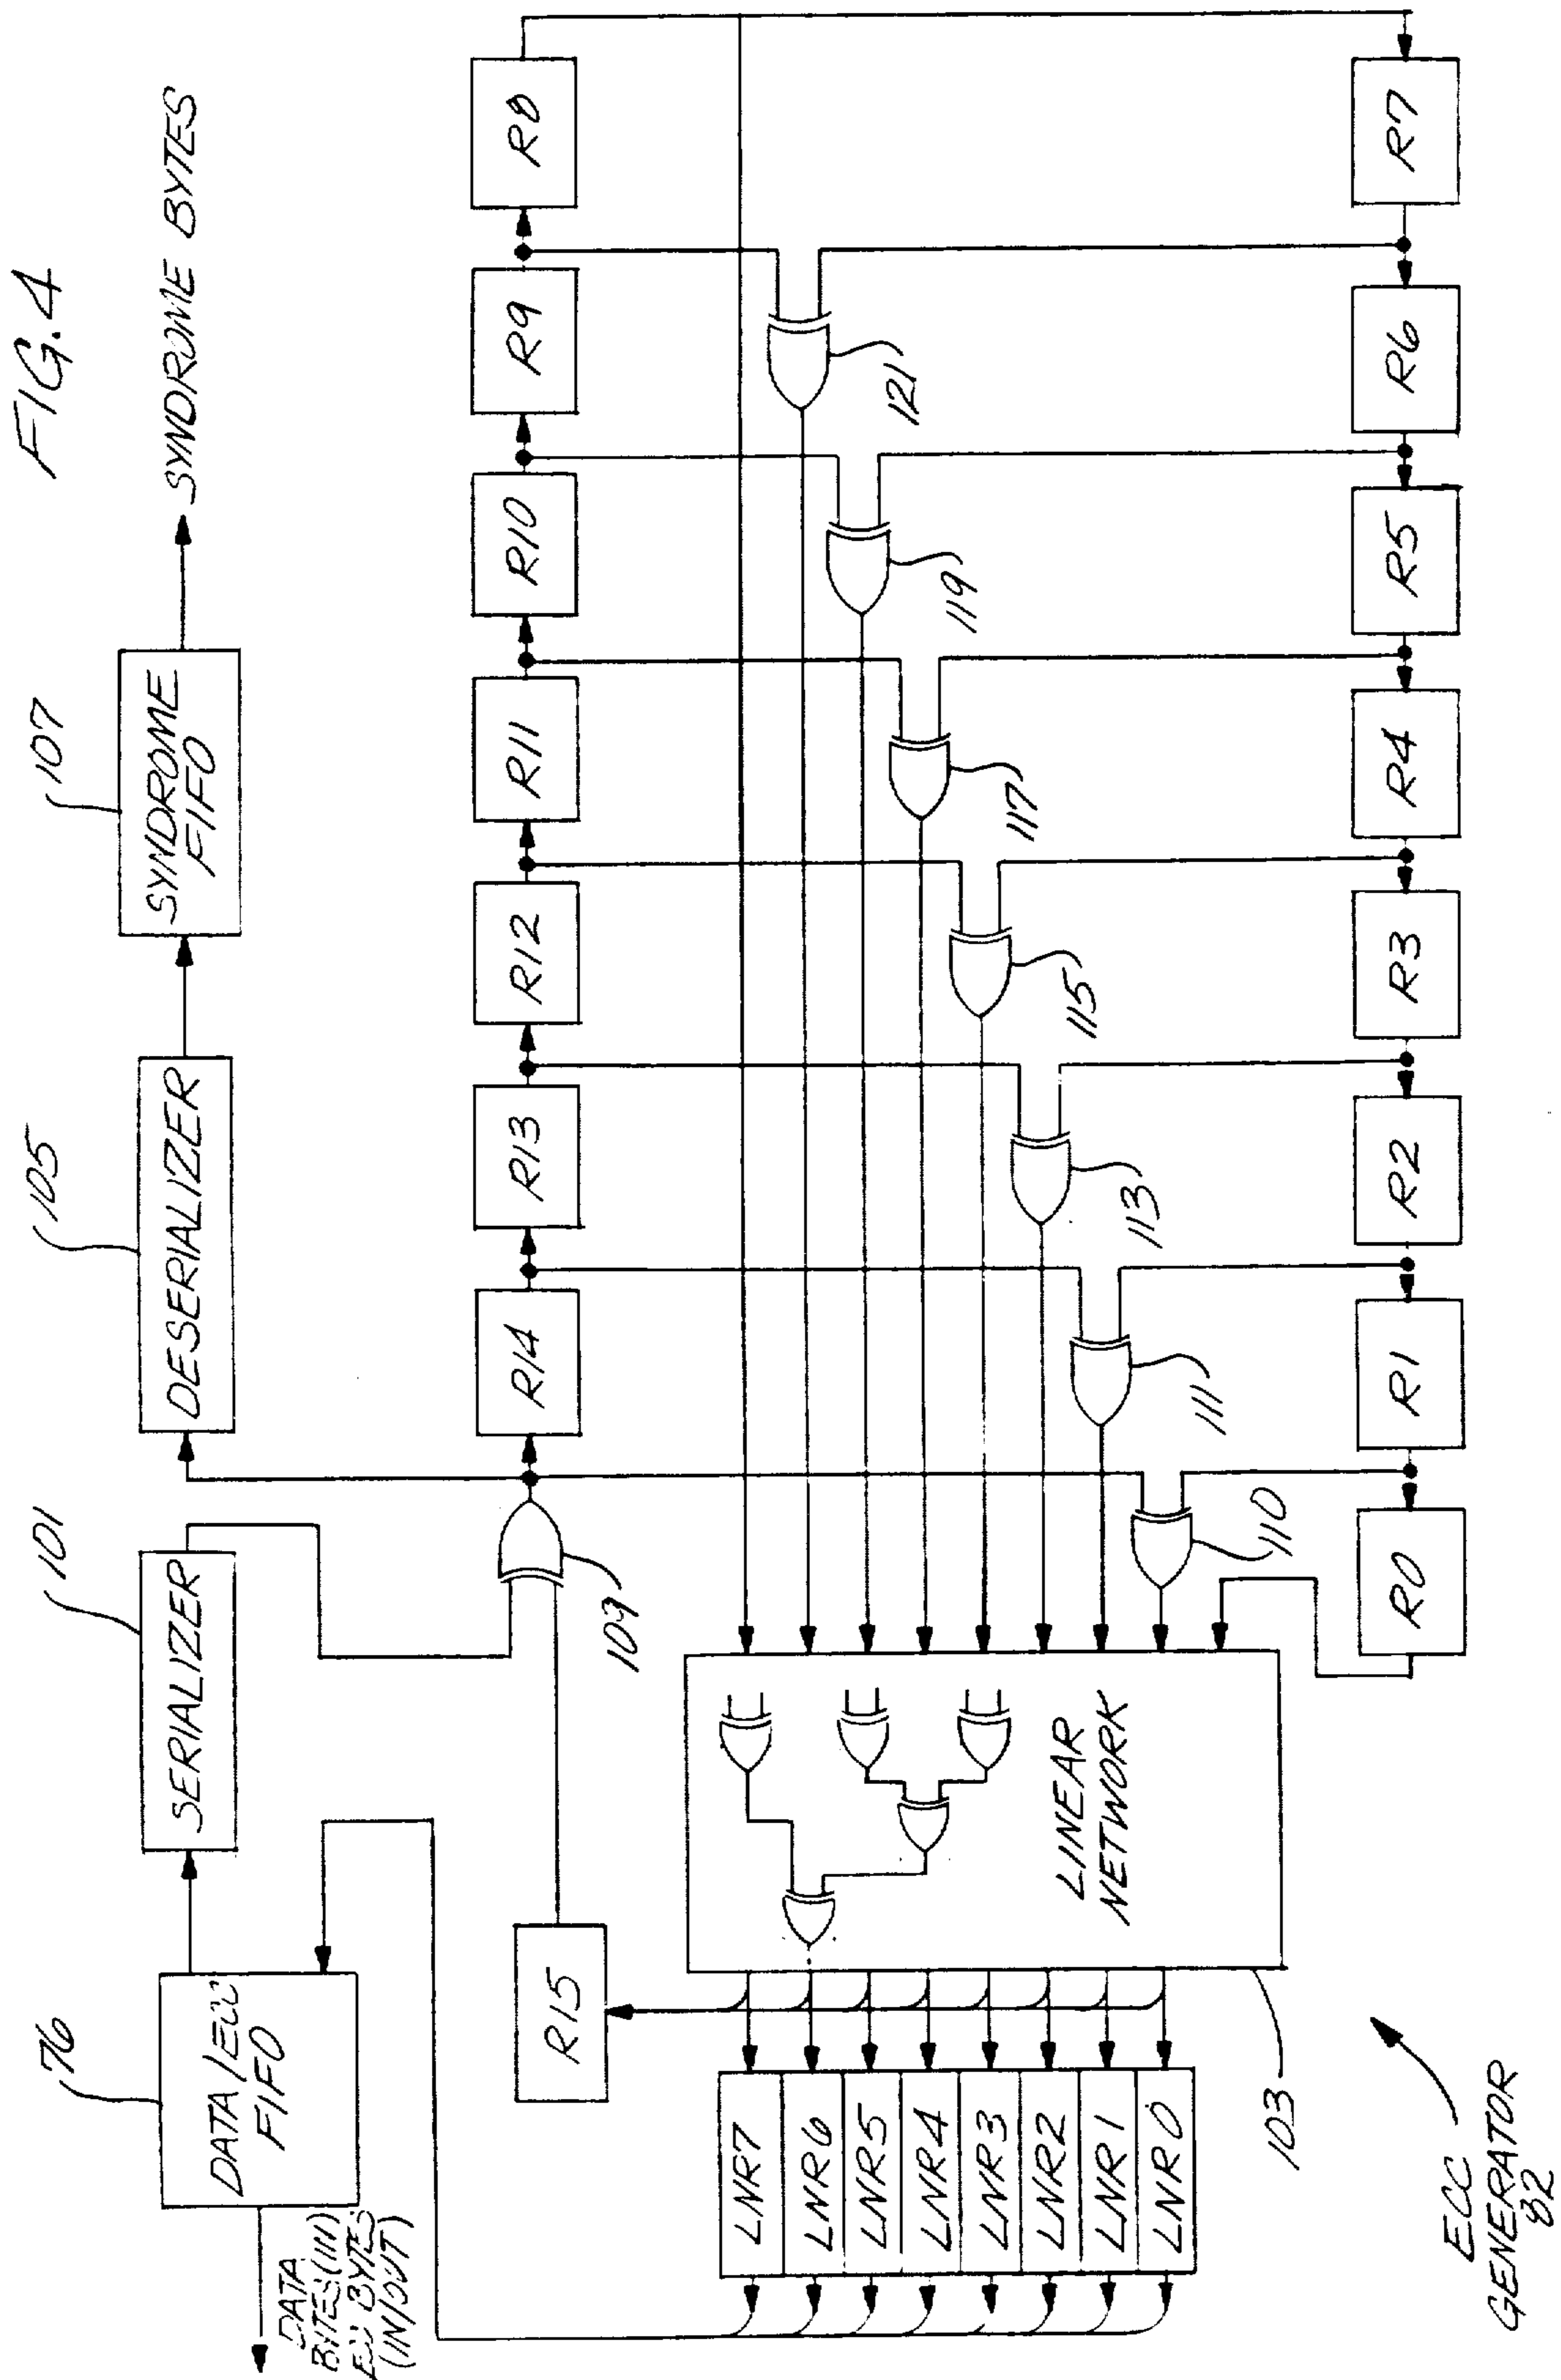 FIG. 4
76
DATA/ECC
FIFO
DATA
BYTES (IN)
ECC BYTES
(IN/OUT)
101
SERIALIZER
105
DESERIALIZER
107
SYNDROME
FIFO
SYNDROME BYTES
R15
109
R14
R13
R12
R11
R10
R9
R8
LNR7
LNR6
LNR5
LNR4
LNR3
LNR2
LNR1
LNR0
LINEAR
NETWORK
103
110
111
113
115
117
119
121
R0
R1
R2
R3
R4
R5
R6
R7
ECC
GENERATOR
82